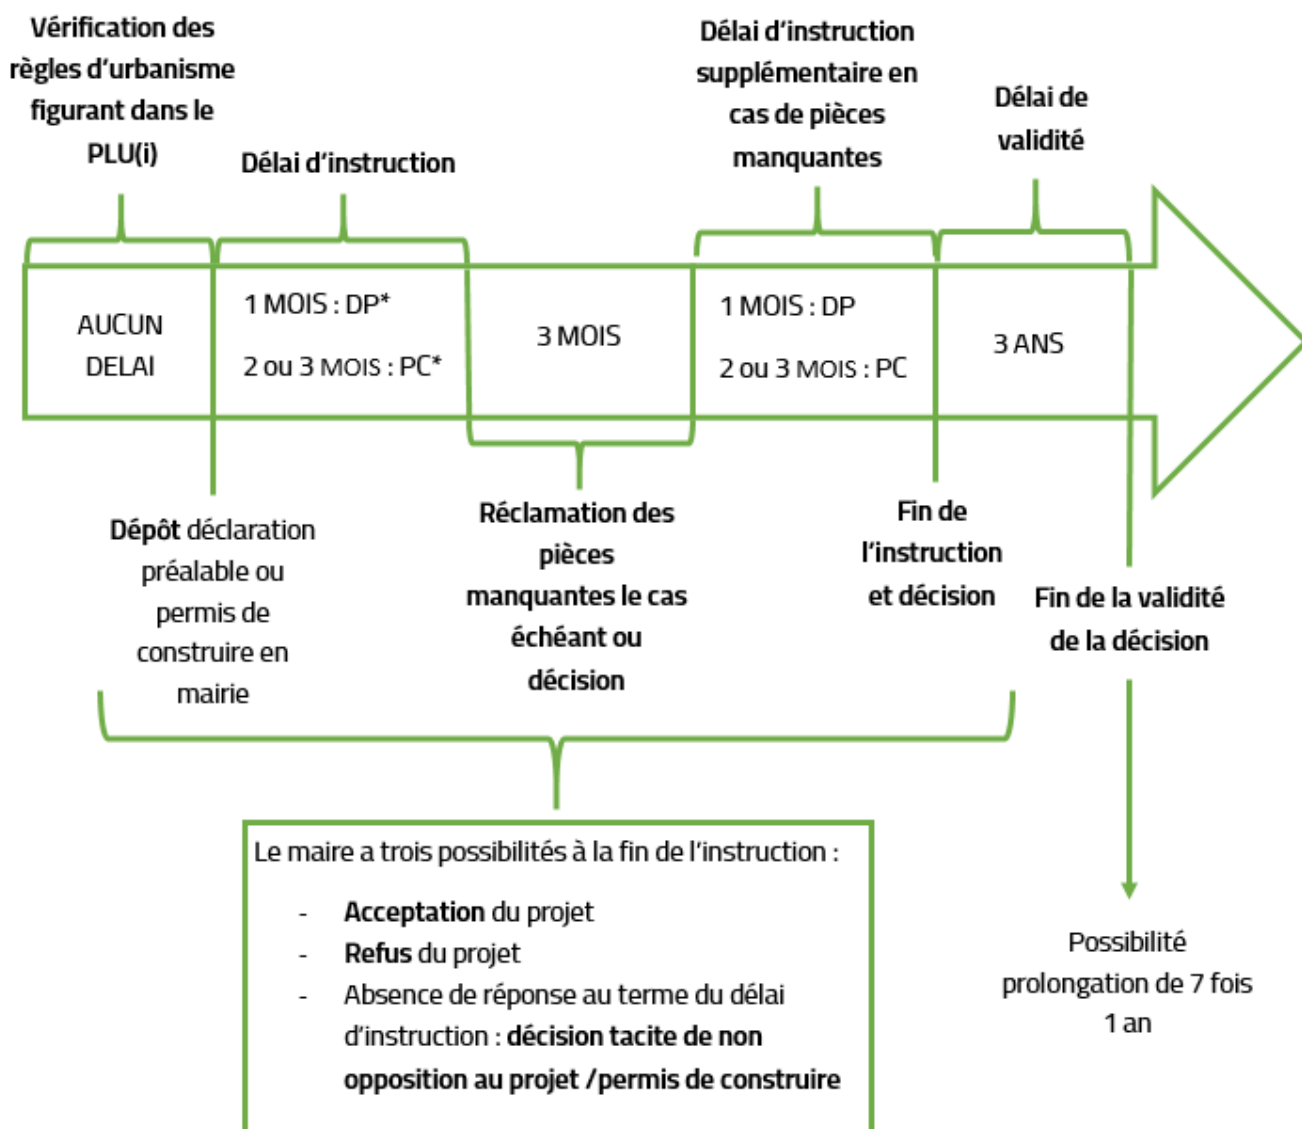 Vérification des
règles d'urbanisme
figurant dans le
PLU(i)
Délai d'instruction
Délai d'instruction
supplémentaire en
cas de pièces
manquantes
Délai de
validité
AUCUN
DELAI
1 MOIS : DP*
2 ou 3 MOIS : PC*
3 MOIS
1 MOIS : DP
2 ou 3 MOIS : PC
3 ANS
Dépôt déclaration
préalable ou
permis de
construire en
mairie
Réclamation des
pièces
manquantes le cas
échéant ou
décision
Fin de
l'instruction
et décision
Fin de la validité
de la décision
Le maire a trois possibilités à la fin de l'instruction :
- Acceptation du projet
- Refus du projet
- Absence de réponse au terme du délai
d'instruction : décision tacite de non
opposition au projet /permis de construire
Possibilité
prolongation de 7 fois
1 an